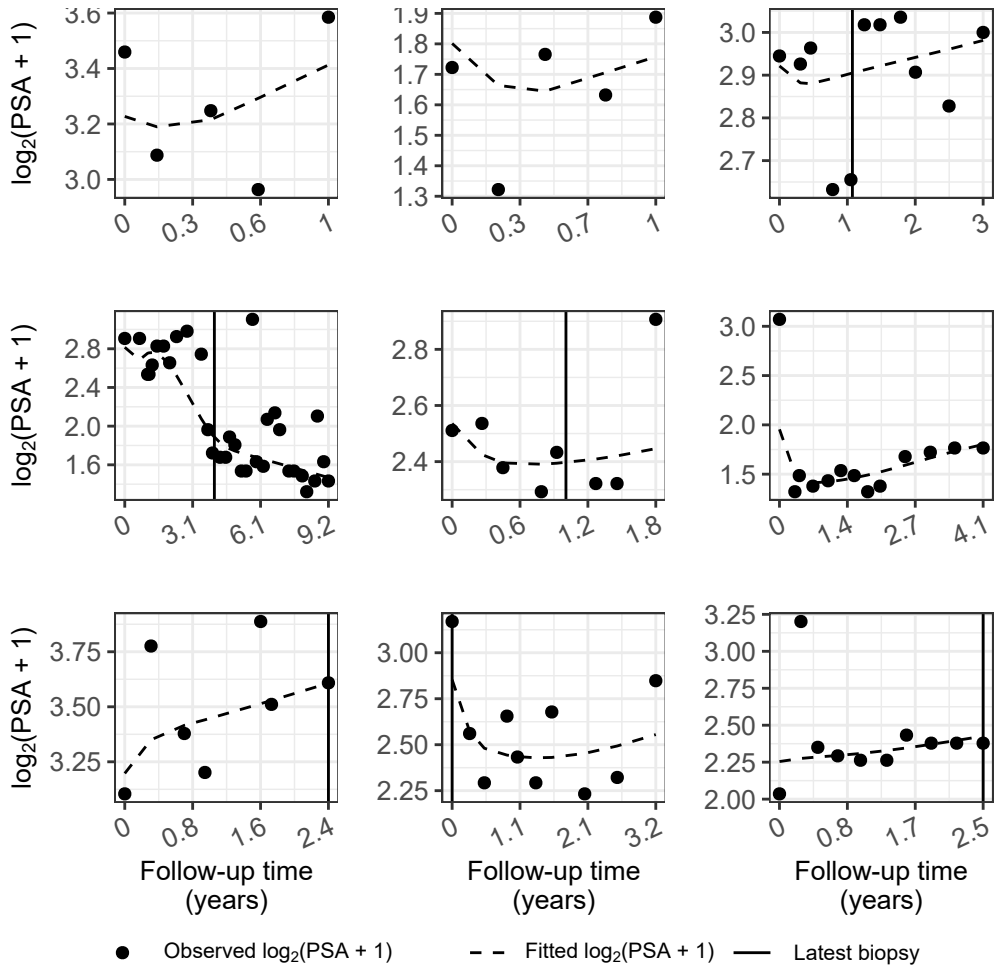 log₂(PSA + 1)
3.6
3.4
3.2
3.0
0 0.3 0.6 1
1.9
1.8
1.7
1.6
1.5
1.4
1.3
0 0.3 0.7 1
3.0
2.9
2.8
2.7
0 1 2 3
log₂(PSA + 1)
2.8
2.4
2.0
1.6
0 3.1 6.1 9.2
2.8
2.6
2.4
0 0.6 1.2 1.8
3.0
2.5
2.0
1.5
0 1.4 2.7 4.1
log₂(PSA + 1)
3.75
3.50
3.25
0 0.8 1.6 2.4
Follow-up time
(years)
3.00
2.75
2.50
2.25
0 1.1 2.1 3.2
Follow-up time
(years)
3.25
3.00
2.75
2.50
2.25
2.00
0 0.8 1.7 2.5
Follow-up time
(years)
Observed log₂(PSA + 1) Fitted log₂(PSA + 1) Latest biopsy